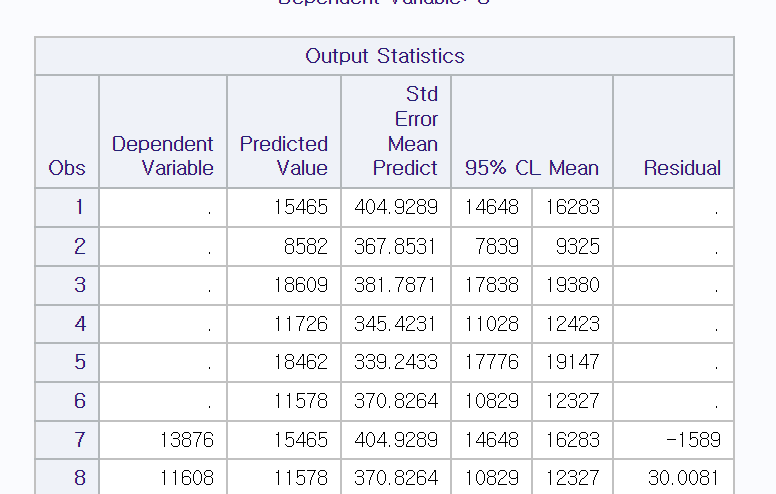 Output Statistics
Obs Dependent Variable Predicted Value Std Error Mean Predict 95% CL Mean Residual
1 . 15465 404.9289 14648 16283 .
2 . 8582 367.8531 7839 9325 .
3 . 18609 381.7871 17838 19380 .
4 . 11726 345.4231 11028 12423 .
5 . 18462 339.2433 17776 19147 .
6 . 11578 370.8264 10829 12327 .
7 13876 15465 404.9289 14648 16283 -1589
8 11608 11578 370.8264 10829 12327 30.0081